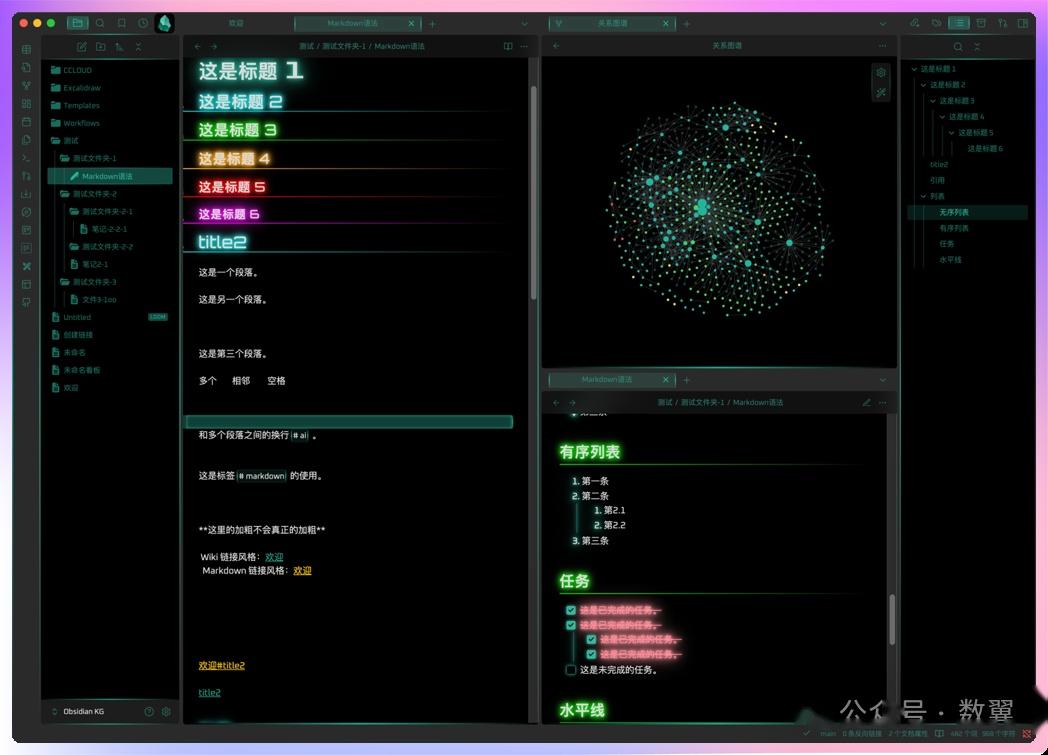 欢迎
Markdown语法
关系图谱
CCLOUD
Excalidraw
Templates
Workflows
测试
测试文件夹-1
Markdown语法
测试文件夹-2
测试文件夹-2-1
笔记-2-2-1
测试文件夹-2-2
笔记2-1
测试文件夹-3
文件3-1oo
Untitled
LOOM
创建链接
未命名
未命名看板
欢迎
Obsidian KG
测试 / 测试文件夹-1 / Markdown语法
这是标题 1
这是标题 2
这是标题 3
这是标题 4
这是标题 5
这是标题 6
title2
这是一个段落。
这是另一个段落。
这是第三个段落。
多个 相邻 空格
和多个段落之间的换行 # ai 。
这是标签 # markdown 的使用。
**这里的加粗不会真正的加粗**
Wiki 链接风格： 欢迎
Markdown 链接风格： 欢迎
欢迎#title2
title2
关系图谱
Markdown语法
测试 / 测试文件夹-1 / Markdown语法
有序列表
1. 第一条
2. 第二条
1. 第2.1
2. 第2.2
3. 第三条
任务
这是已完成的任务。
这是已完成的任务。
这是已完成的任务。
这是已完成的任务。
这是未完成的任务。
水平线
这是标题 1
这是标题 2
这是标题 3
这是标题 4
这是标题 5
这是标题 6
title2
引用
列表
无序列表
有序列表
任务
水平线
公众号 · 数翼
main 0 条反向链接 2 个文档属性 462 个词 968 个字符